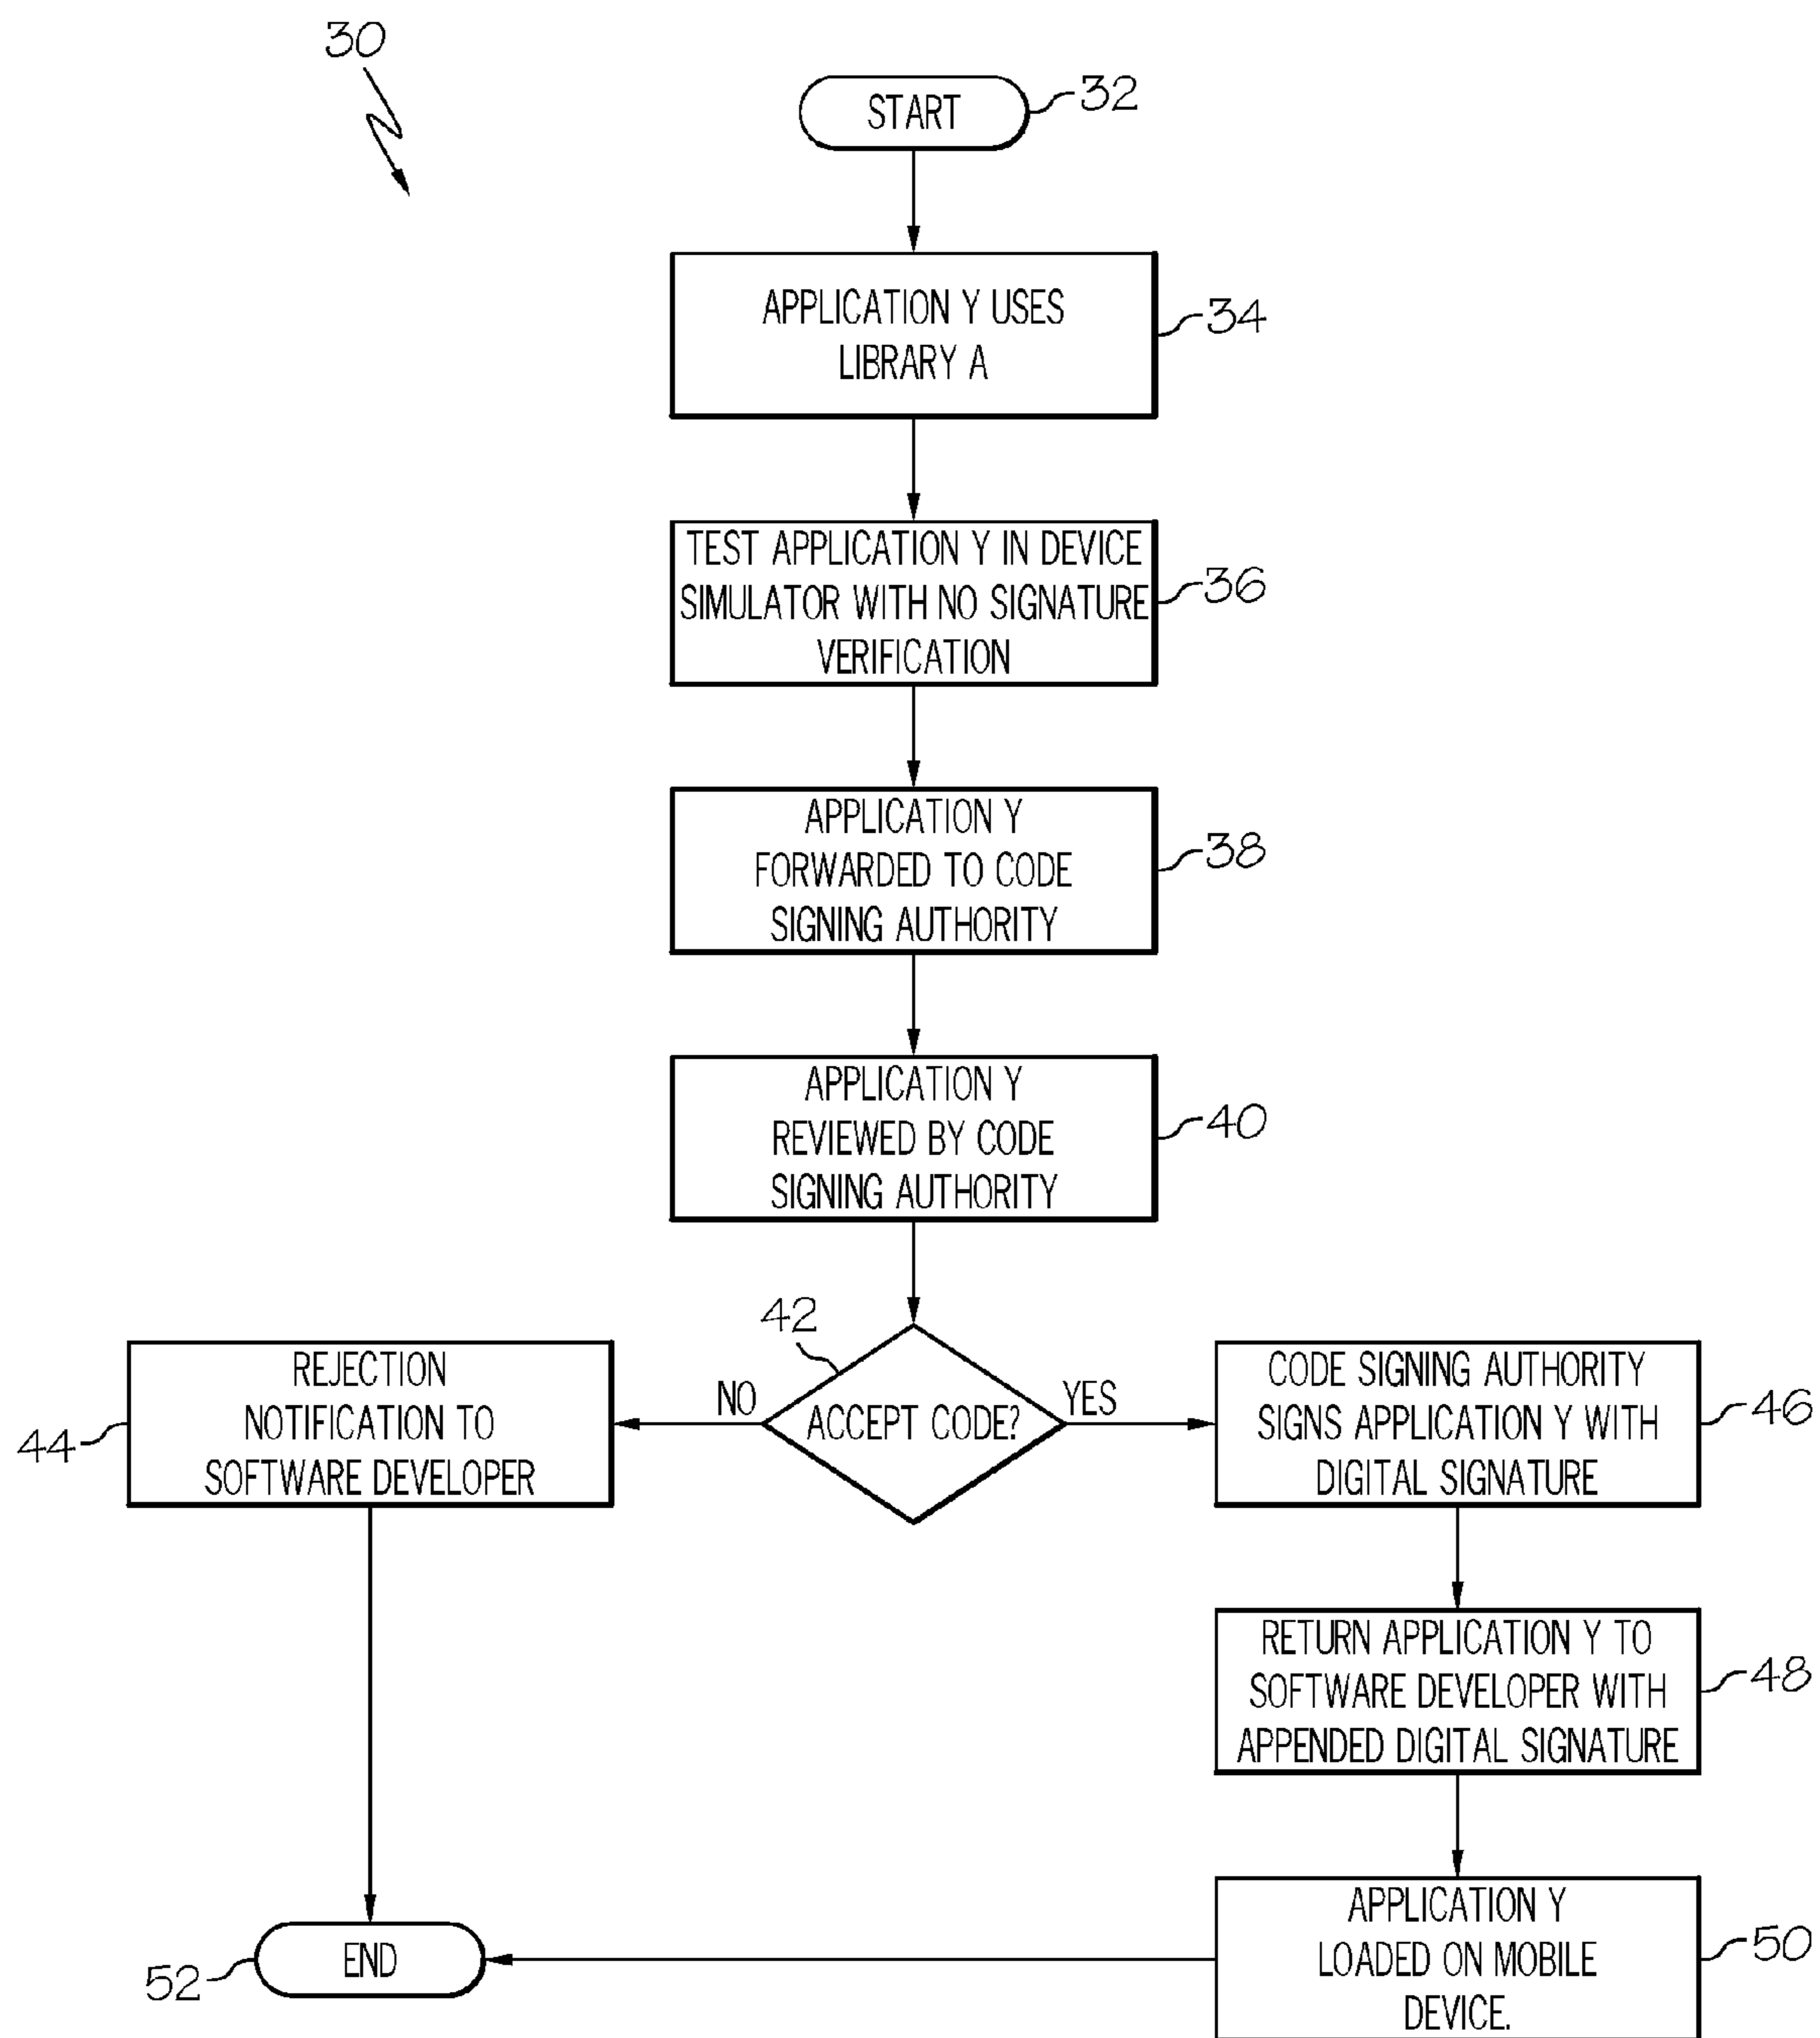 30
START
32
APPLICATION Y USES
LIBRARY A
34
TEST APPLICATION Y IN DEVICE
SIMULATOR WITH NO SIGNATURE
VERIFICATION
36
APPLICATION Y
FORWARDED TO CODE
SIGNING AUTHORITY
38
APPLICATION Y
REVIEWED BY CODE
SIGNING AUTHORITY
40
42
ACCEPT CODE?
NO
YES
REJECTION
NOTIFICATION TO
SOFTWARE DEVELOPER
44
CODE SIGNING AUTHORITY
SIGNS APPLICATION Y WITH
DIGITAL SIGNATURE
46
RETURN APPLICATION Y TO
SOFTWARE DEVELOPER WITH
APPENDED DIGITAL SIGNATURE
48
APPLICATION Y
LOADED ON MOBILE
DEVICE.
50
END
52